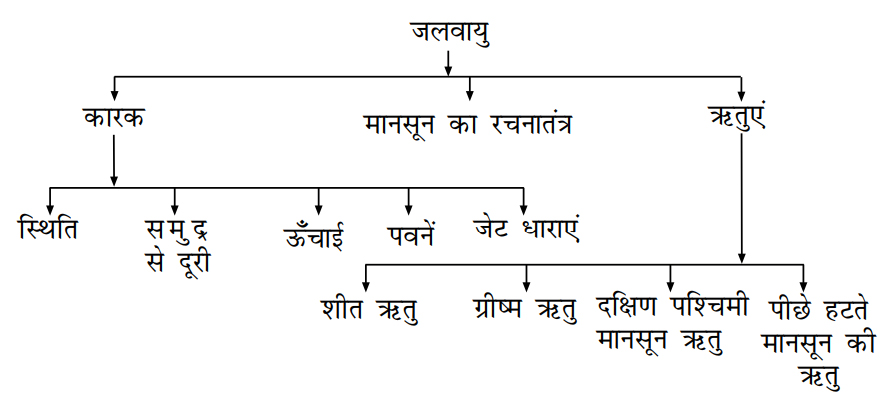 जलवायु
कारक
मानसून का रचनातंत्र
ऋतुएं
स्थिति
समुद्र
से दूरी
ऊँचाई
पवनें
जेट धाराएं
शीत ऋतु
ग्रीष्म ऋतु
दक्षिण पश्चिमी
मानसून ऋतु
पीछे हटते
मानसून की
ऋतु